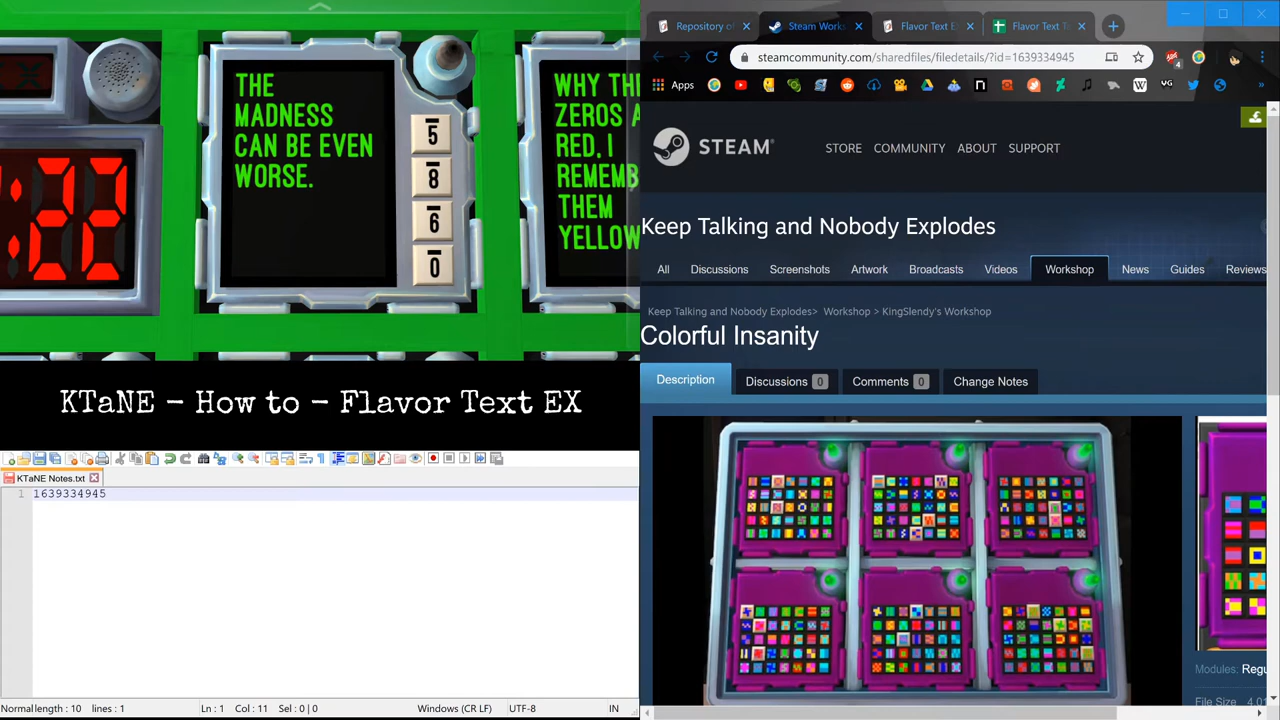 THE
MADNESS
CAN BE EVEN
WORSE.
5
8
6
0
WHY TH
ZEROS A
RED, I
REMEMB
THEM
YELLOW
22
KTaNE - How to - Flavor Text EX
KTaNE Notes.txt
1 1639334945
Normal length : 10 lines : 1 Ln : 1 Col : 11 Sel : 0 | 0 Windows (CR LF) UT IN
Repository o Steam Work Flavor Text E Flavor Text T
steamcommunity.com/sharedfiles/filedetails/?id=1639334945
Apps
STEAM
STORE COMMUNITY ABOUT SUPPORT
Keep Talking and Nobody Explodes
All Discussions Screenshots Artwork Broadcasts Videos Workshop News Guides Reviews
Keep Talking and Nobody Explodes> Workshop > KingSlendy's Workshop
Colorful Insanity
Description Discussions 0 Comments 0 Change Notes
Modules: Regu
File Size 4.01